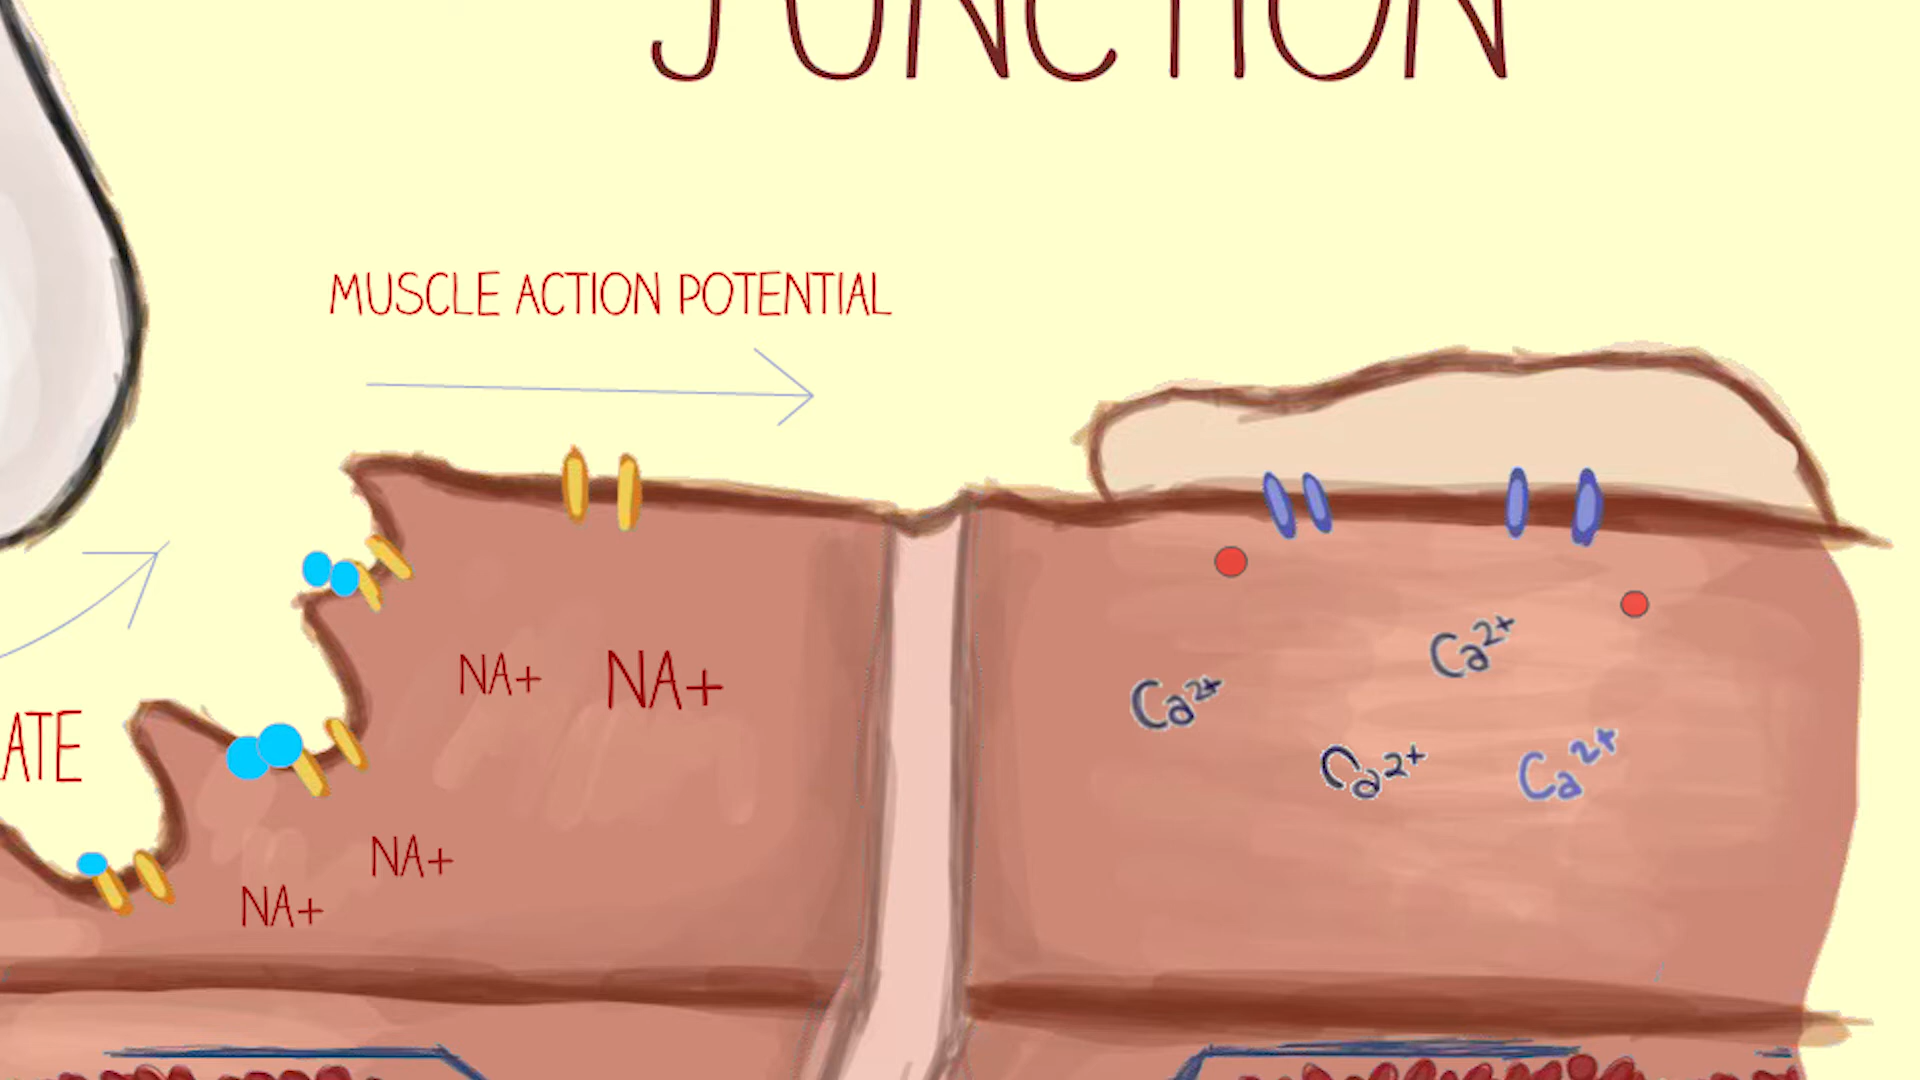 JUNCTION
MUSCLE ACTION POTENTIAL
NA+ NA+
Ca2+
Ca2+
ATE
Ca2+
Ca2+
NA+
NA+